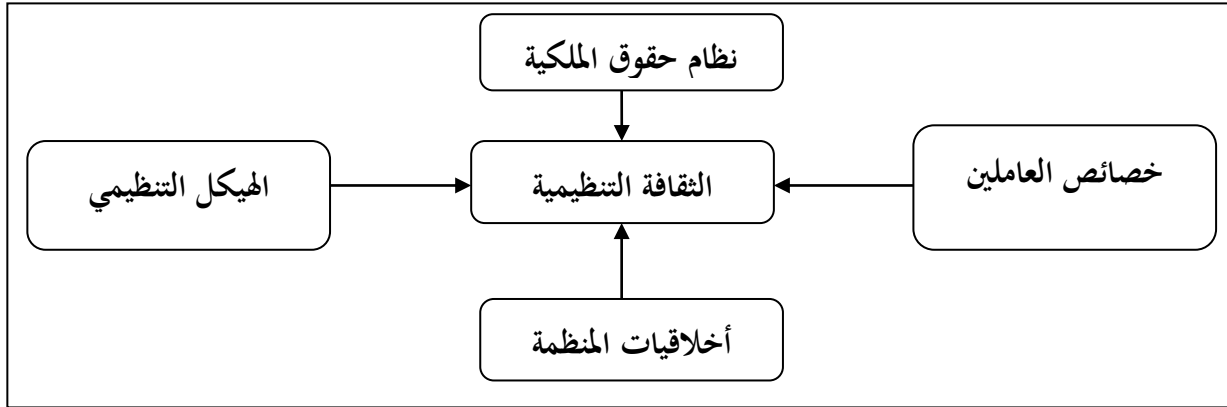 نظام حقوق الملكية
خصائص العاملين
الثقافة التنظيمية
الهيكل التنظيمي
أخلاقيات المنظمة